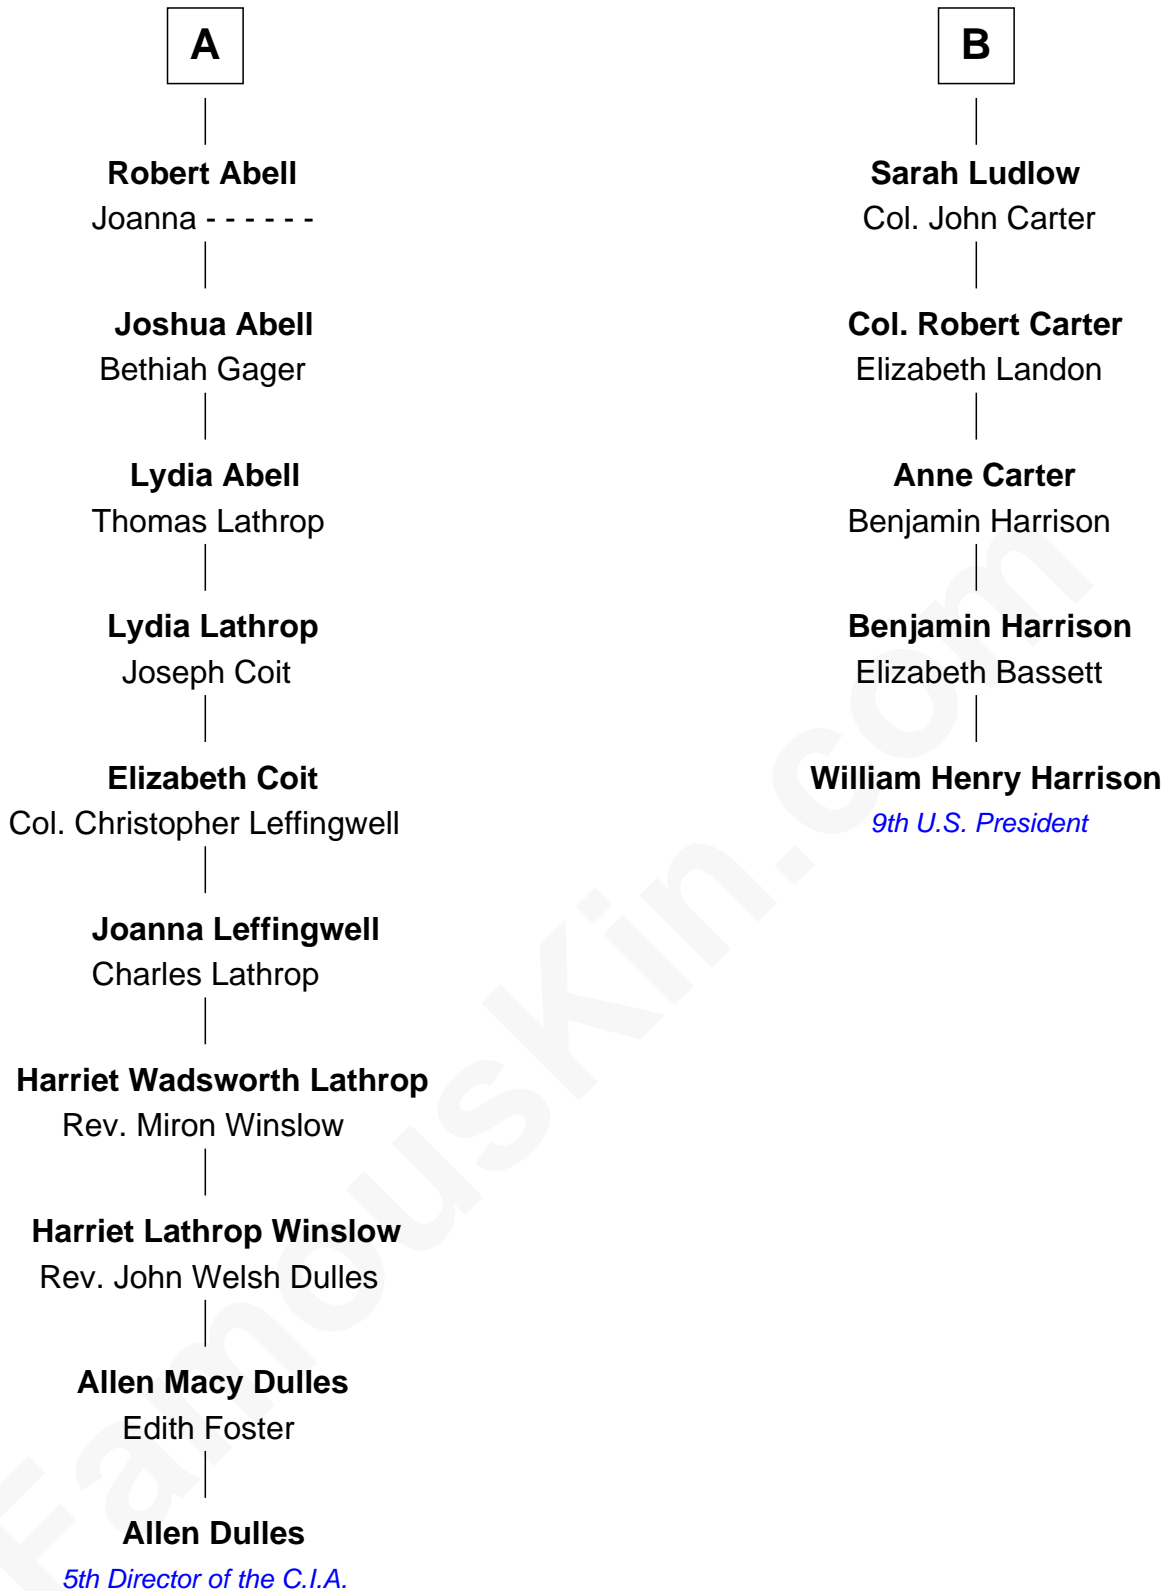 A
Robert Abell
Joanna - - - - - -
Joshua Abell
Bethiah Gager
Lydia Abell
Thomas Lathrop
Lydia Lathrop
Joseph Coit
Elizabeth Coit
Col. Christopher Leffingwell
Joanna Leffingwell
Charles Lathrop
Harriet Wadsworth Lathrop
Rev. Miron Winslow
Harriet Lathrop Winslow
Rev. John Welsh Dulles
Allen Macy Dulles
Edith Foster
Allen Dulles
5th Director of the C.I.A.
B
Sarah Ludlow
Col. John Carter
Col. Robert Carter
Elizabeth Landon
Anne Carter
Benjamin Harrison
Benjamin Harrison
Elizabeth Bassett
William Henry Harrison
9th U.S. President
FamousKin.com